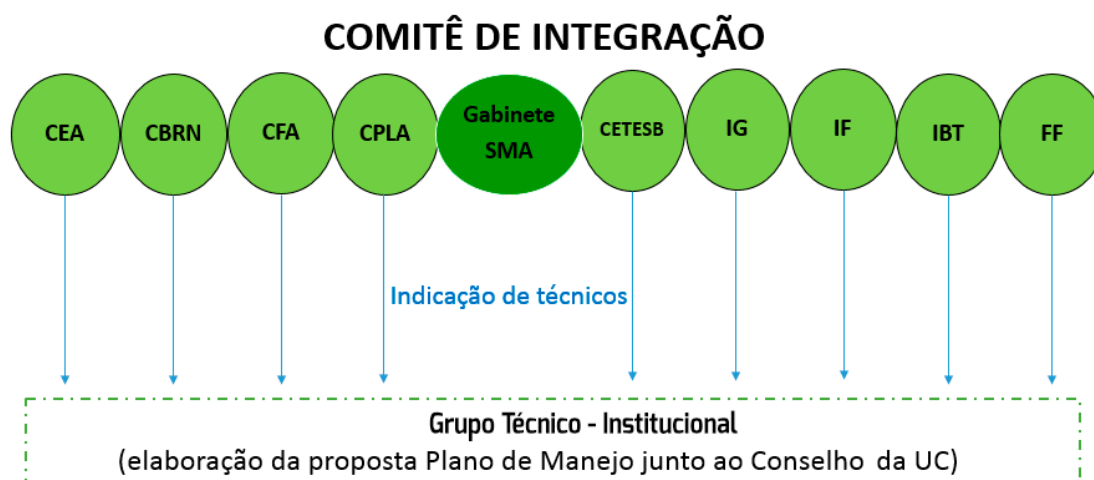 COMITÊ DE INTEGRAÇÃO
CEA
CBRN
CFA
CPLA
Gabinete
SMA
CETESB
IG
IF
IBT
FF
Indicação de técnicos
Grupo Técnico - Institucional
(elaboração da proposta Plano de Manejo junto ao Conselho da UC)